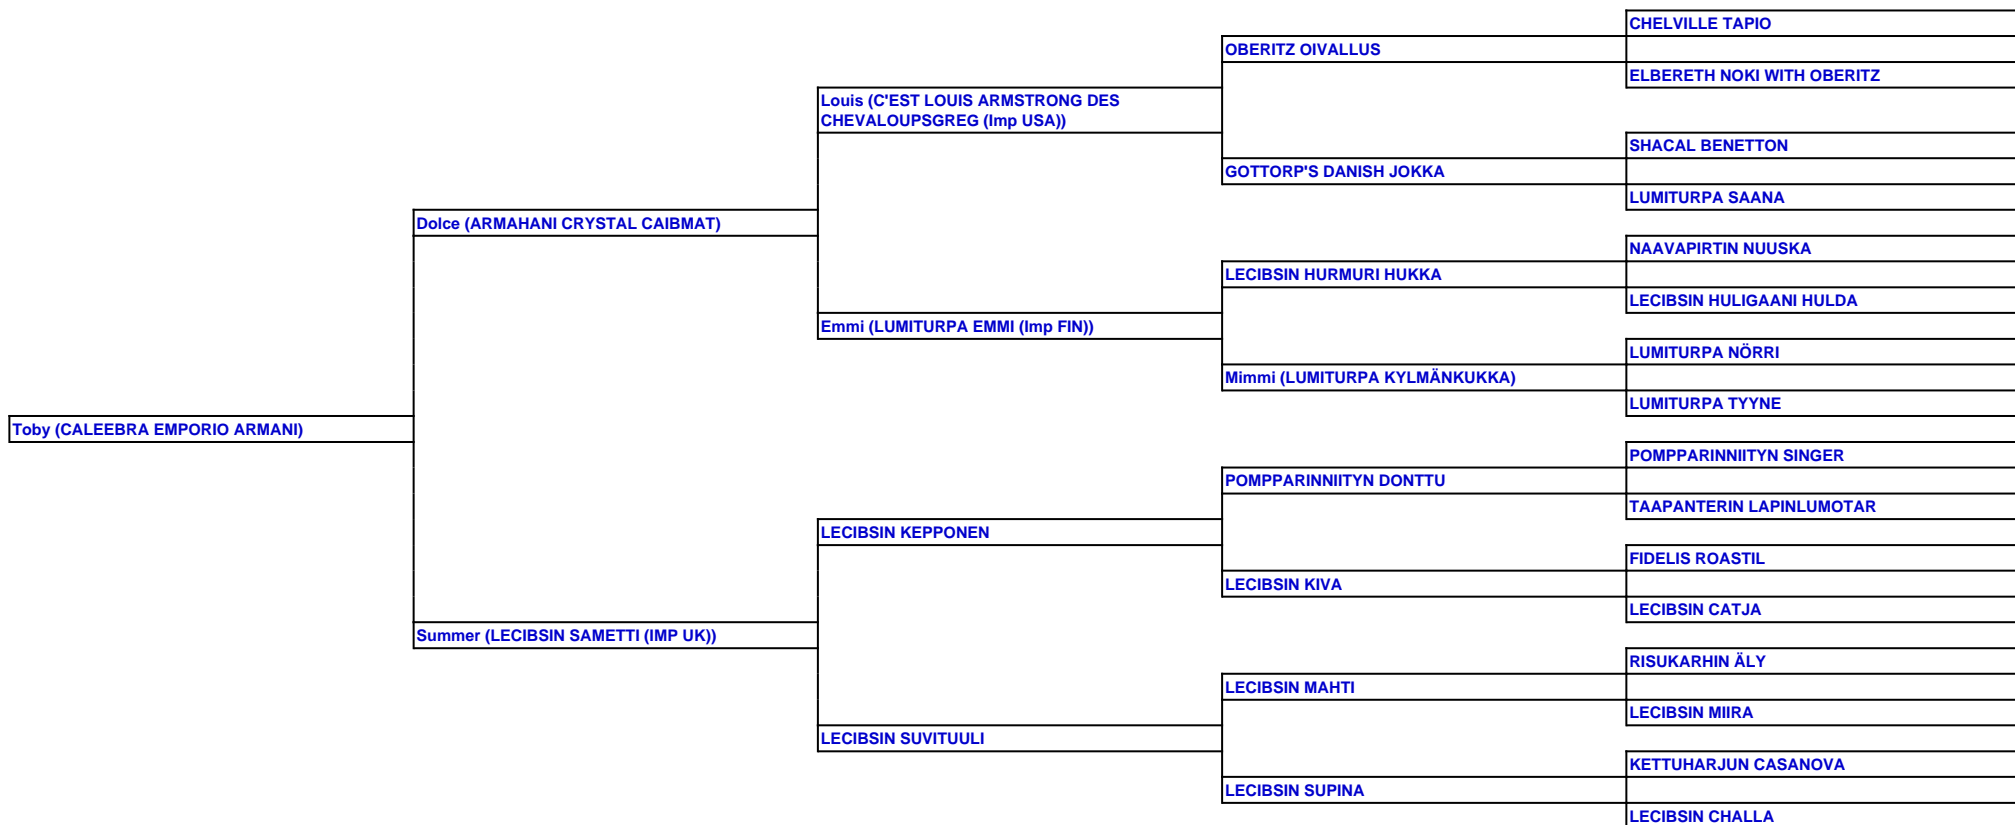 CHELVILLE TAPIO
OBERITZ OIVALLUS
ELBERETH NOKI WITH OBERITZ
Louis (C'EST LOUIS ARMSTRONG DES
CHEVALOUPSGREG (Imp USA))
SHACAL BENETTON
GOTTORP'S DANISH JOKKA
LUMITURPA SAANA
Dolce (ARMAHANI CRYSTAL CAIBMAT)
NAAVAPIRTIN NUUSKA
LECIBSIN HURMURI HUKKA
LECIBSIN HULIGAANI HULDA
Emmi (LUMITURPA EMMI (Imp FIN))
LUMITURPA NÖRRI
Mimmi (LUMITURPA KYLMÄNKUKKA)
LUMITURPA TYYNE
Toby (CALEEBRA EMPORIO ARMANI)
POMPPARINNIITYN SINGER
POMPPARINNIITYN DONTTU
TAAPANTERIN LAPINLUMOTAR
LECIBSIN KEPPONEN
FIDELIS ROASTIL
LECIBSIN KIVA
LECIBSIN CATJA
Summer (LECIBSIN SAMETTI (IMP UK))
RISUKARHIN ÄLY
LECIBSIN MAHTI
LECIBSIN MIIRA
LECIBSIN SUVITUULI
KETTUHARJUN CASANOVA
LECIBSIN SUPINA
LECIBSIN CHALLA